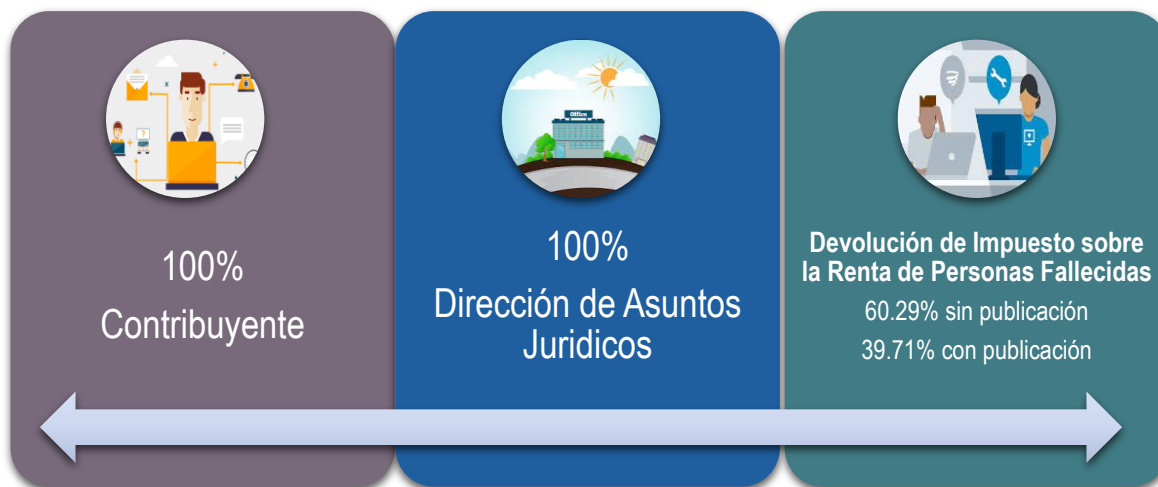 Office
100%
Contribuyente
100%
Dirección de Asuntos
Juridicos
Devolución de Impuesto sobre
la Renta de Personas Fallecidas
60.29% sin publicación
39.71% con publicación